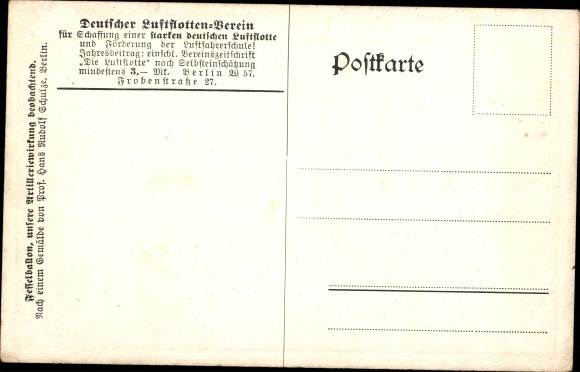 Deutscher Luftflotten-Verein
für Schaffung einer starken deutschen Luftflotte
und Förderung der Luftfahrerschule!
Jahresbeitrag: einschl. Vereinszeitschrift
„Die Luftflotte“ nach Selbsteinschätzung
mindestens 3,— Mk. Berlin W 57,
Frobenstraße 27.
Postkarte
Fesselballon, unsere Artilleriewirkung beobachtend.
Nach einem Gemälde von Prof. Hans Rudolf Schulze, Berlin.